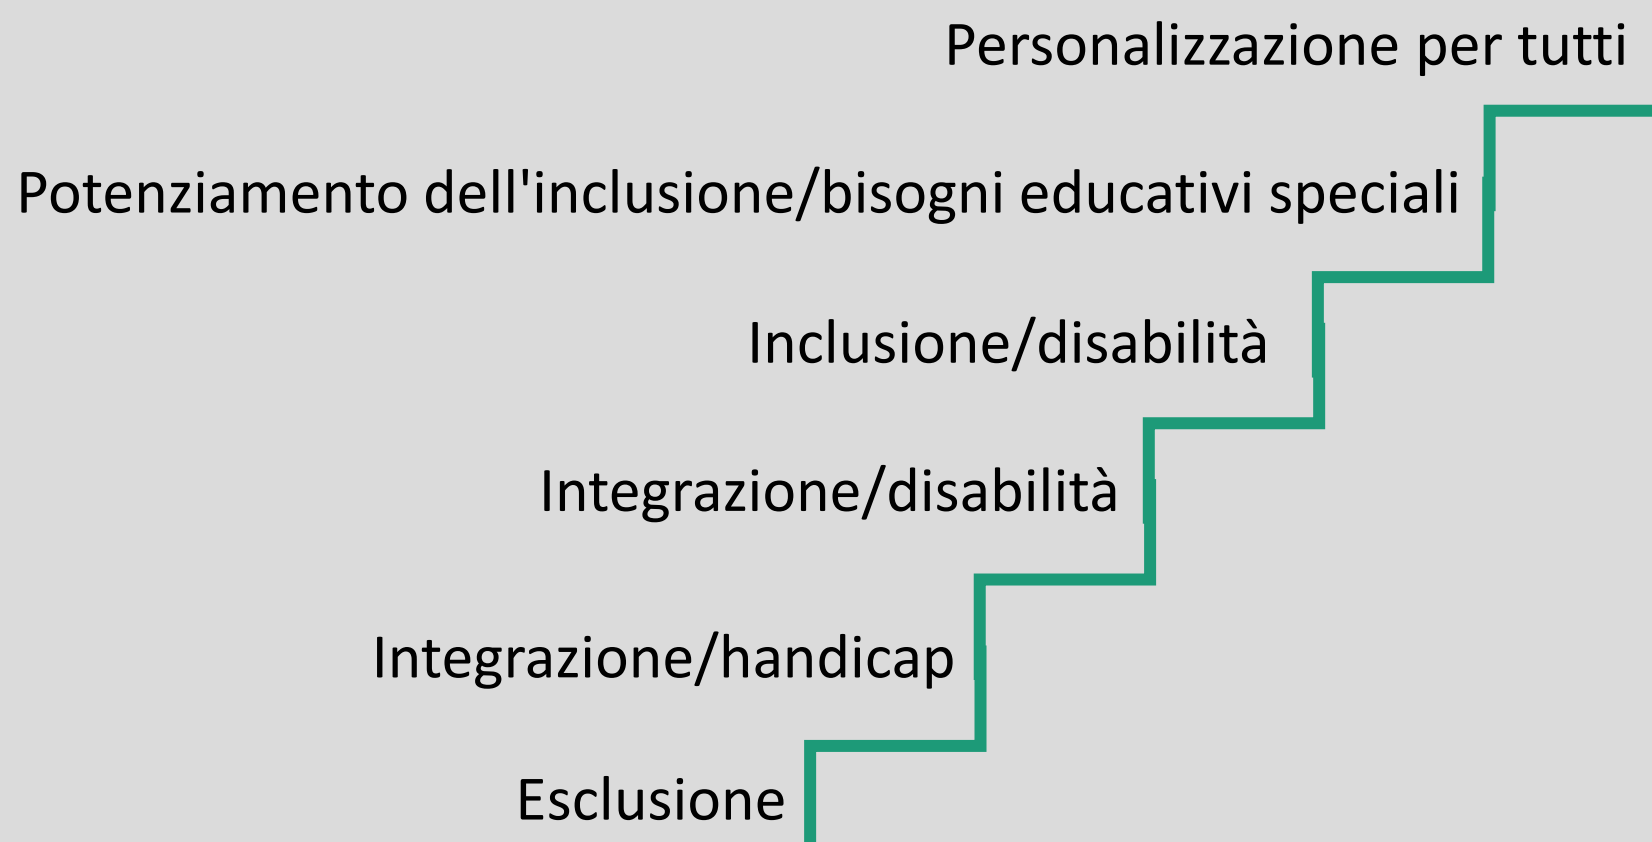 Personalizzazione per tutti
Potenziamento dell'inclusione/bisogni educativi speciali
Inclusione/disabilità
Integrazione/disabilità
Integrazione/handicap
Esclusione